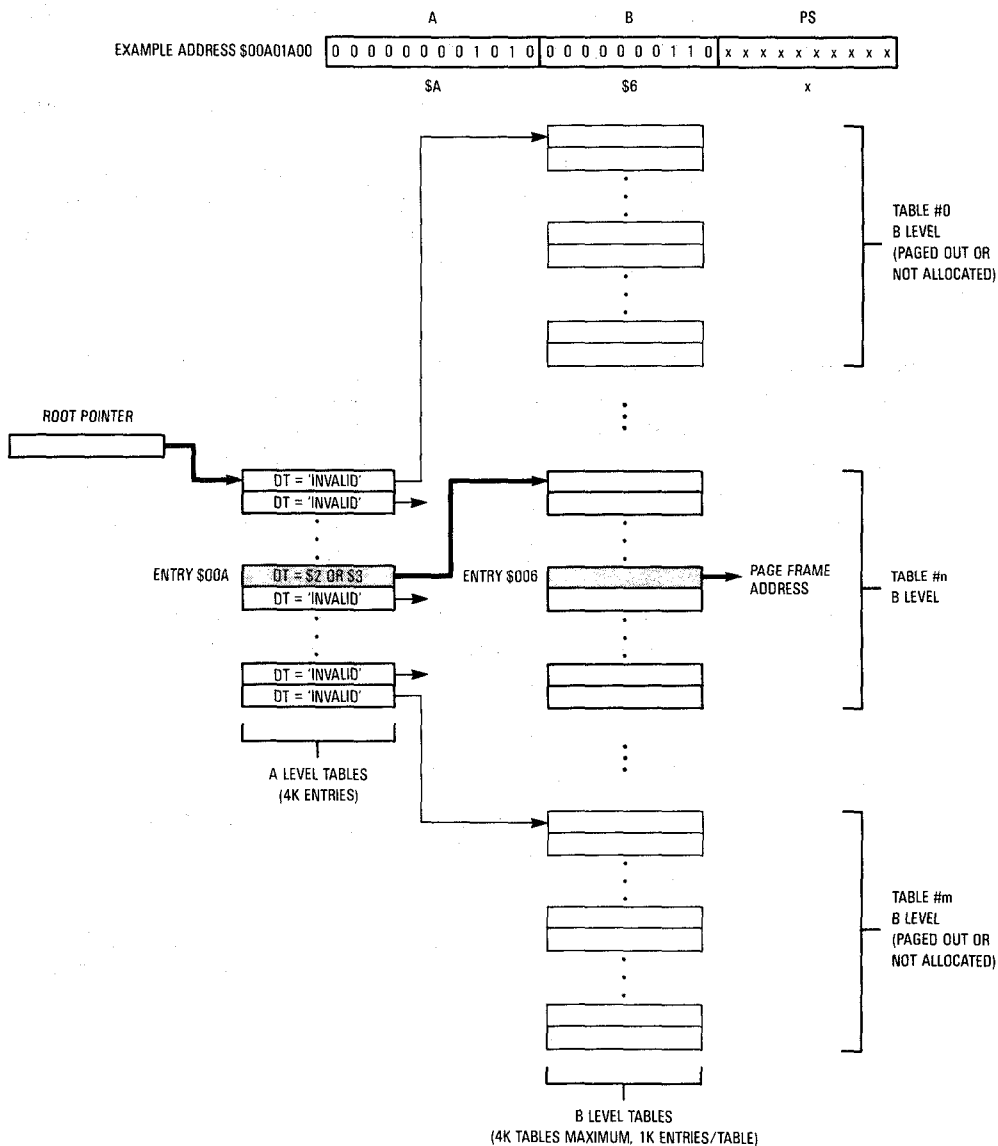 A B PS
EXAMPLE ADDRESS $00A01A00 0 0 0 0 0 0 0 0 1 0 1 0 0 0 0 0 0 0 0 1 1 0 x x x x x x x x x x
$A $6 x
TABLE #0
B LEVEL
(PAGED OUT OR
NOT ALLOCATED)
ROOT POINTER
DT = 'INVALID'
DT = 'INVALID'
ENTRY $00A DT = $2 OR $3
DT = 'INVALID'
ENTRY $006
PAGE FRAME
ADDRESS
TABLE #n
B LEVEL
DT = 'INVALID'
DT = 'INVALID'
A LEVEL TABLES
(4K ENTRIES)
TABLE #m
B LEVEL
(PAGED OUT OR
NOT ALLOCATED)
B LEVEL TABLES
(4K TABLES MAXIMUM, 1K ENTRIES/TABLE)